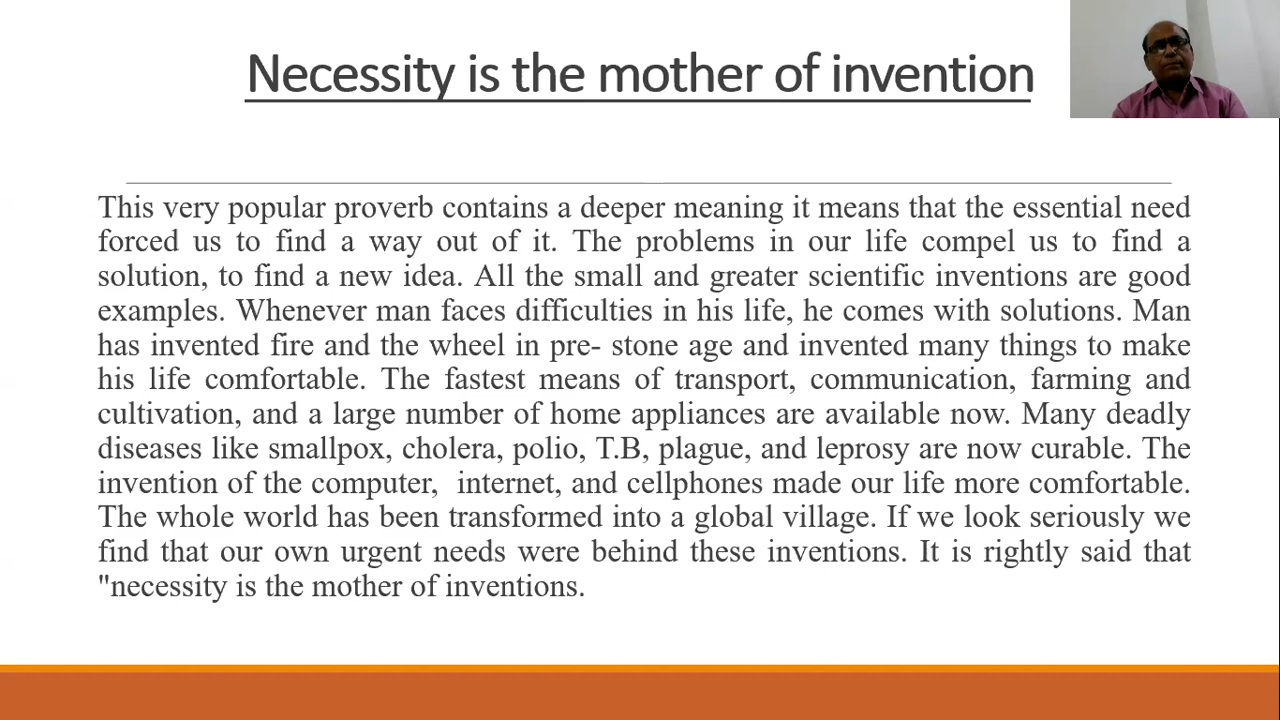 Necessity is the mother of invention
This very popular proverb contains a deeper meaning it means that the essential need
forced us to find a way out of it. The problems in our life compel us to find a
solution, to find a new idea. All the small and greater scientific inventions are good
examples. Whenever man faces difficulties in his life, he comes with solutions. Man
has invented fire and the wheel in pre- stone age and invented many things to make
his life comfortable. The fastest means of transport, communication, farming and
cultivation, and a large number of home appliances are available now. Many deadly
diseases like smallpox, cholera, polio, T.B, plague, and leprosy are now curable. The
invention of the computer,  internet, and cellphones made our life more comfortable.
The whole world has been transformed into a global village. If we look seriously we
find that our own urgent needs were behind these inventions. It is rightly said that
"necessity is the mother of inventions.